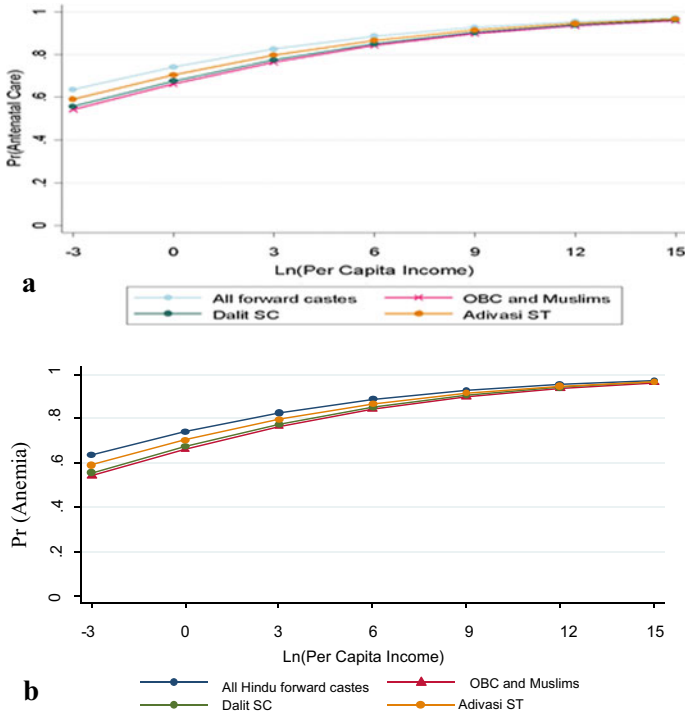 1
.8
.6
.4
.2
0
Pr(Antenatal Care)
-3 0 3 6 9 12 15
Ln(Per Capita Income)
a
All forward castes OBC and Muslims
Dalit SC Adivasi ST
1
.8
.6
.4
.2
0
Pr (Anemia)
-3 0 3 6 9 12 15
Ln(Per Capita Income)
b
All Hindu forward castes OBC and Muslims
Dalit SC Adivasi ST